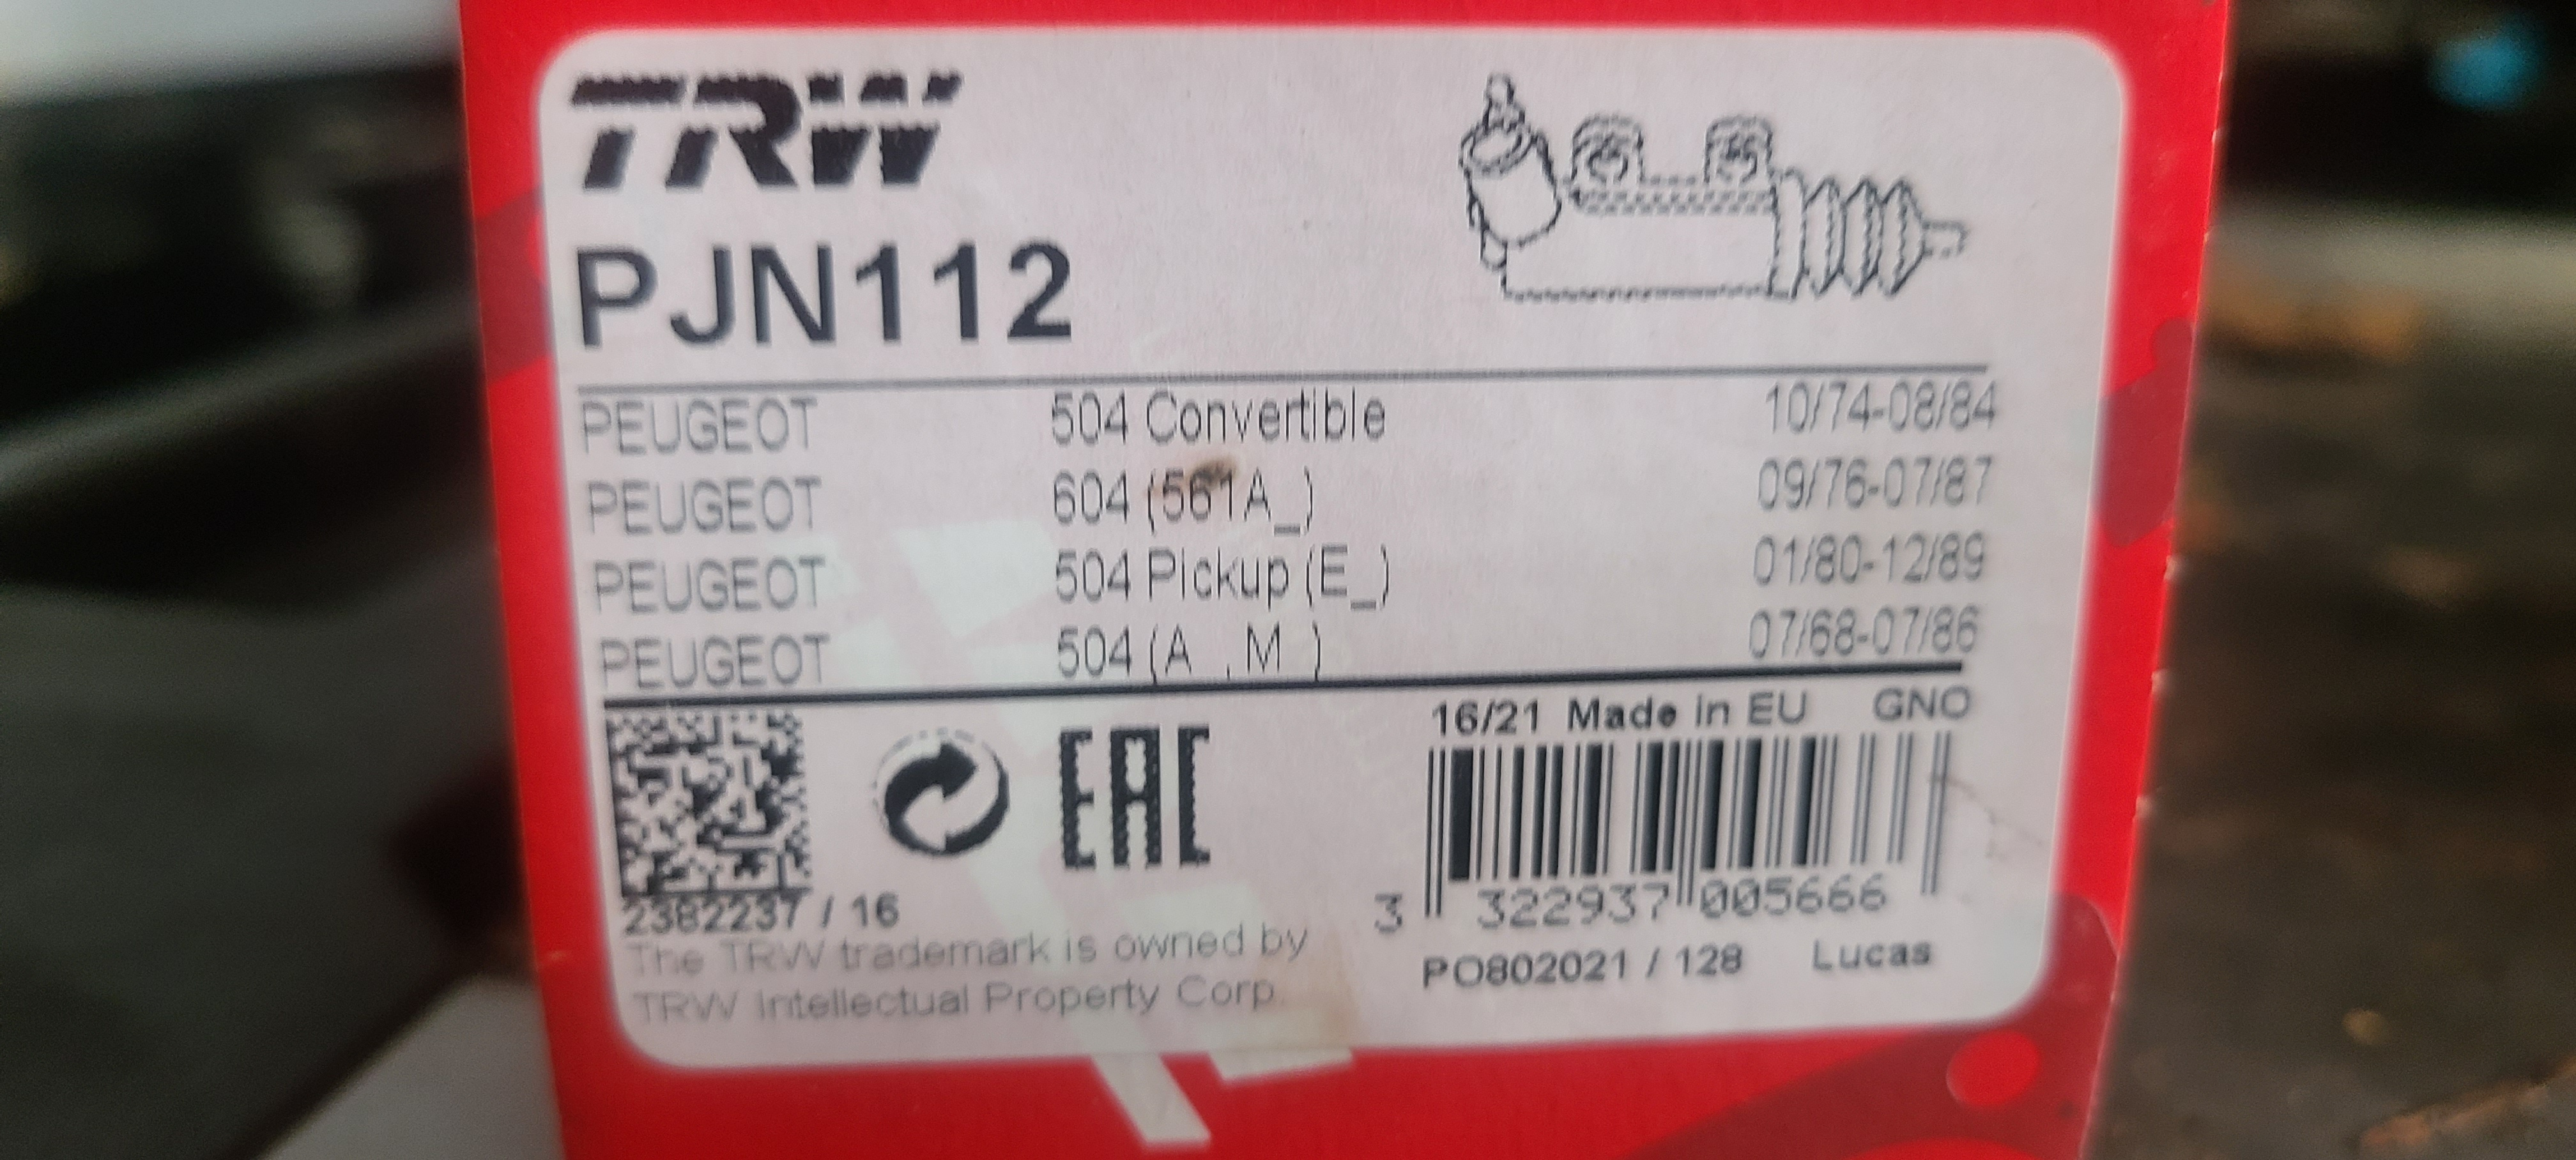 TRW
PJN112
PEUGEOT 504 Convertible 10/74-08/84
PEUGEOT 604 (561A_) 09/76-07/87
PEUGEOT 504 Pickup (E_) 01/80-12/89
PEUGEOT 504 (A_, M_) 07/68-07/86
16/21 Made in EU GNO
EAC
3 322937 005666
2382237 / 16
The TRW trademark is owned by
TRW Intellectual Property Corp.
PO802021 / 128 Lucas